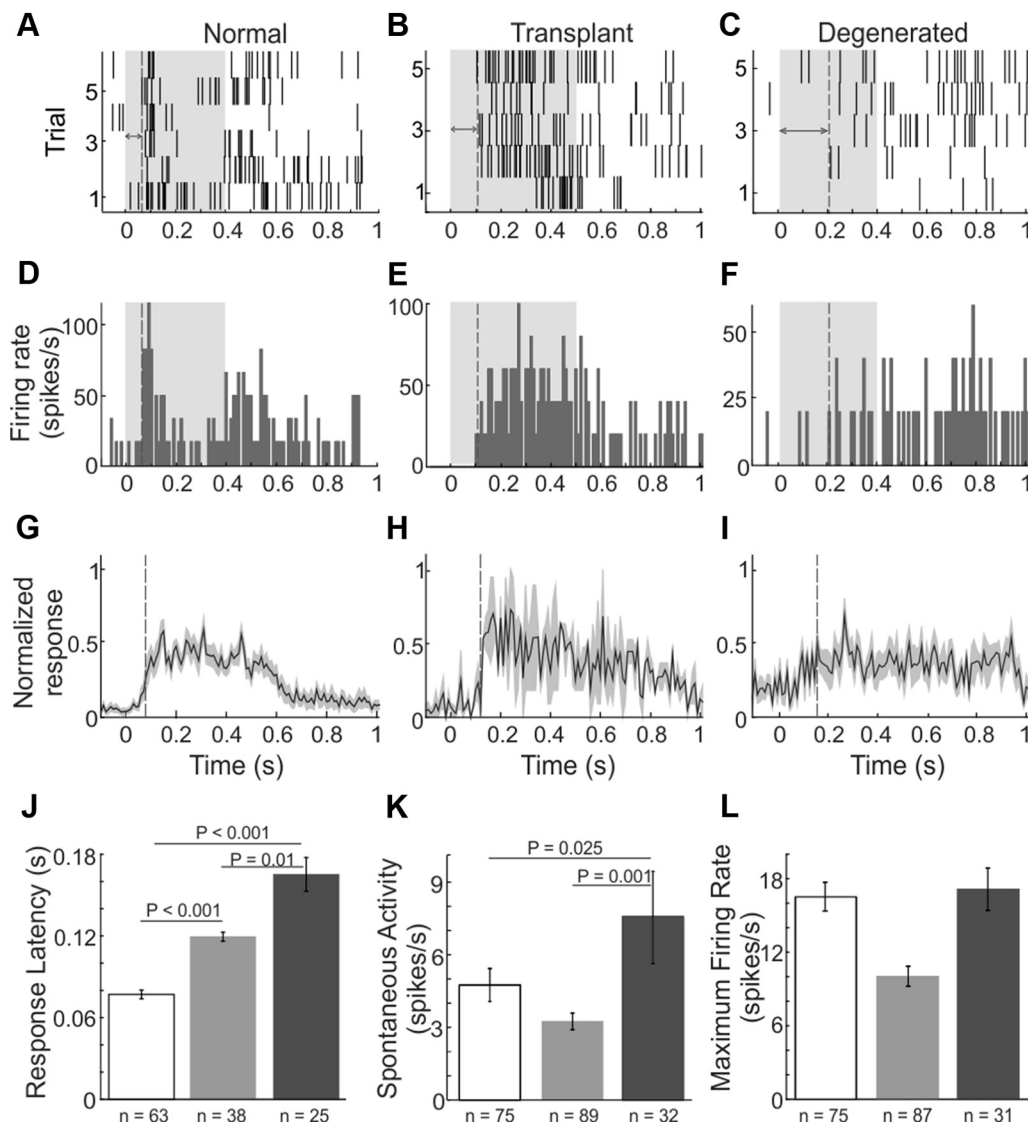 A Normal
B Transplant
C Degenerated
Trial
5
3
1
5
3
1
5
3
1
0 0.2 0.4 0.6 0.8 1
0 0.2 0.4 0.6 0.8 1
0 0.2 0.4 0.6 0.8 1
D
E
F
Firing rate
(spikes/s)
100
50
0
100
50
0
50
25
0
0 0.2 0.4 0.6 0.8 1
0 0.2 0.4 0.6 0.8 1
0 0.2 0.4 0.6 0.8 1
G
H
I
Normalized
response
1
0.5
0
1
0.5
0
1
0.5
0
0 0.2 0.4 0.6 0.8 1
0 0.2 0.4 0.6 0.8 1
0 0.2 0.4 0.6 0.8 1
Time (s)
Time (s)
Time (s)
J
Response Latency (s)
0.18
0.12
0.06
0
P < 0.001
P = 0.01
P < 0.001
n = 63 n = 38 n = 25
K
Spontaneous Activity
(spikes/s)
9
6
3
0
P = 0.025
P = 0.001
n = 75 n = 89 n = 32
L
Maximum Firing Rate
(spikes/s)
18
12
6
0
n = 75 n = 87 n = 31